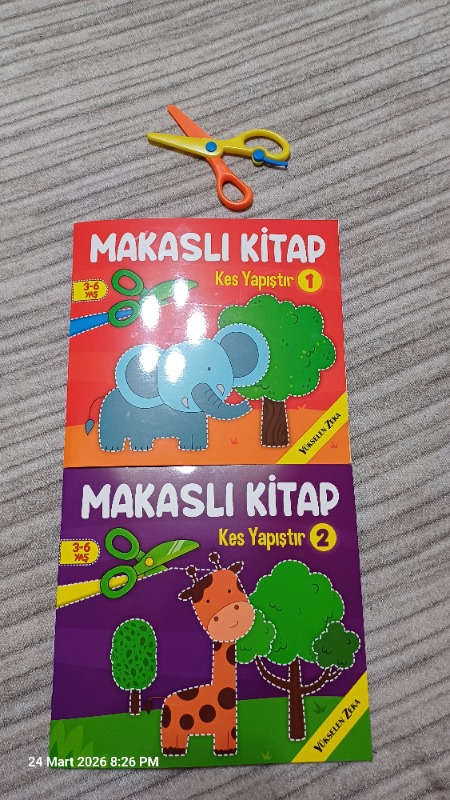 MAKASLI KİTAP
Kes Yapıştır 1
3-6
YAŞ
YÜKSELEN ZEKA
MAKASLI KİTAP
Kes Yapıştır 2
3-6
YAŞ
YÜKSELEN ZEKA
24 Mart 2026 8:26 PM